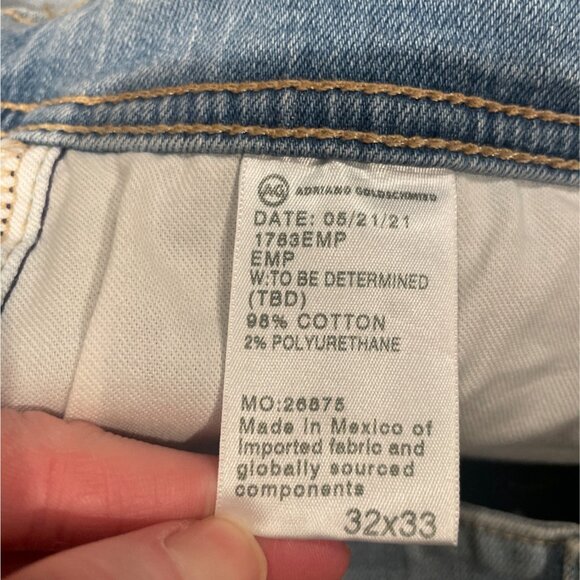 AG ADRIANO GOLDSCHMIED
DATE: 05/21/21
1783EMP
EMP
W:TO BE DETERMINED
(TBD)
98% COTTON
2% POLYURETHANE
MO:26875
Made in Mexico of
imported fabric and
globally sourced
components
32x33